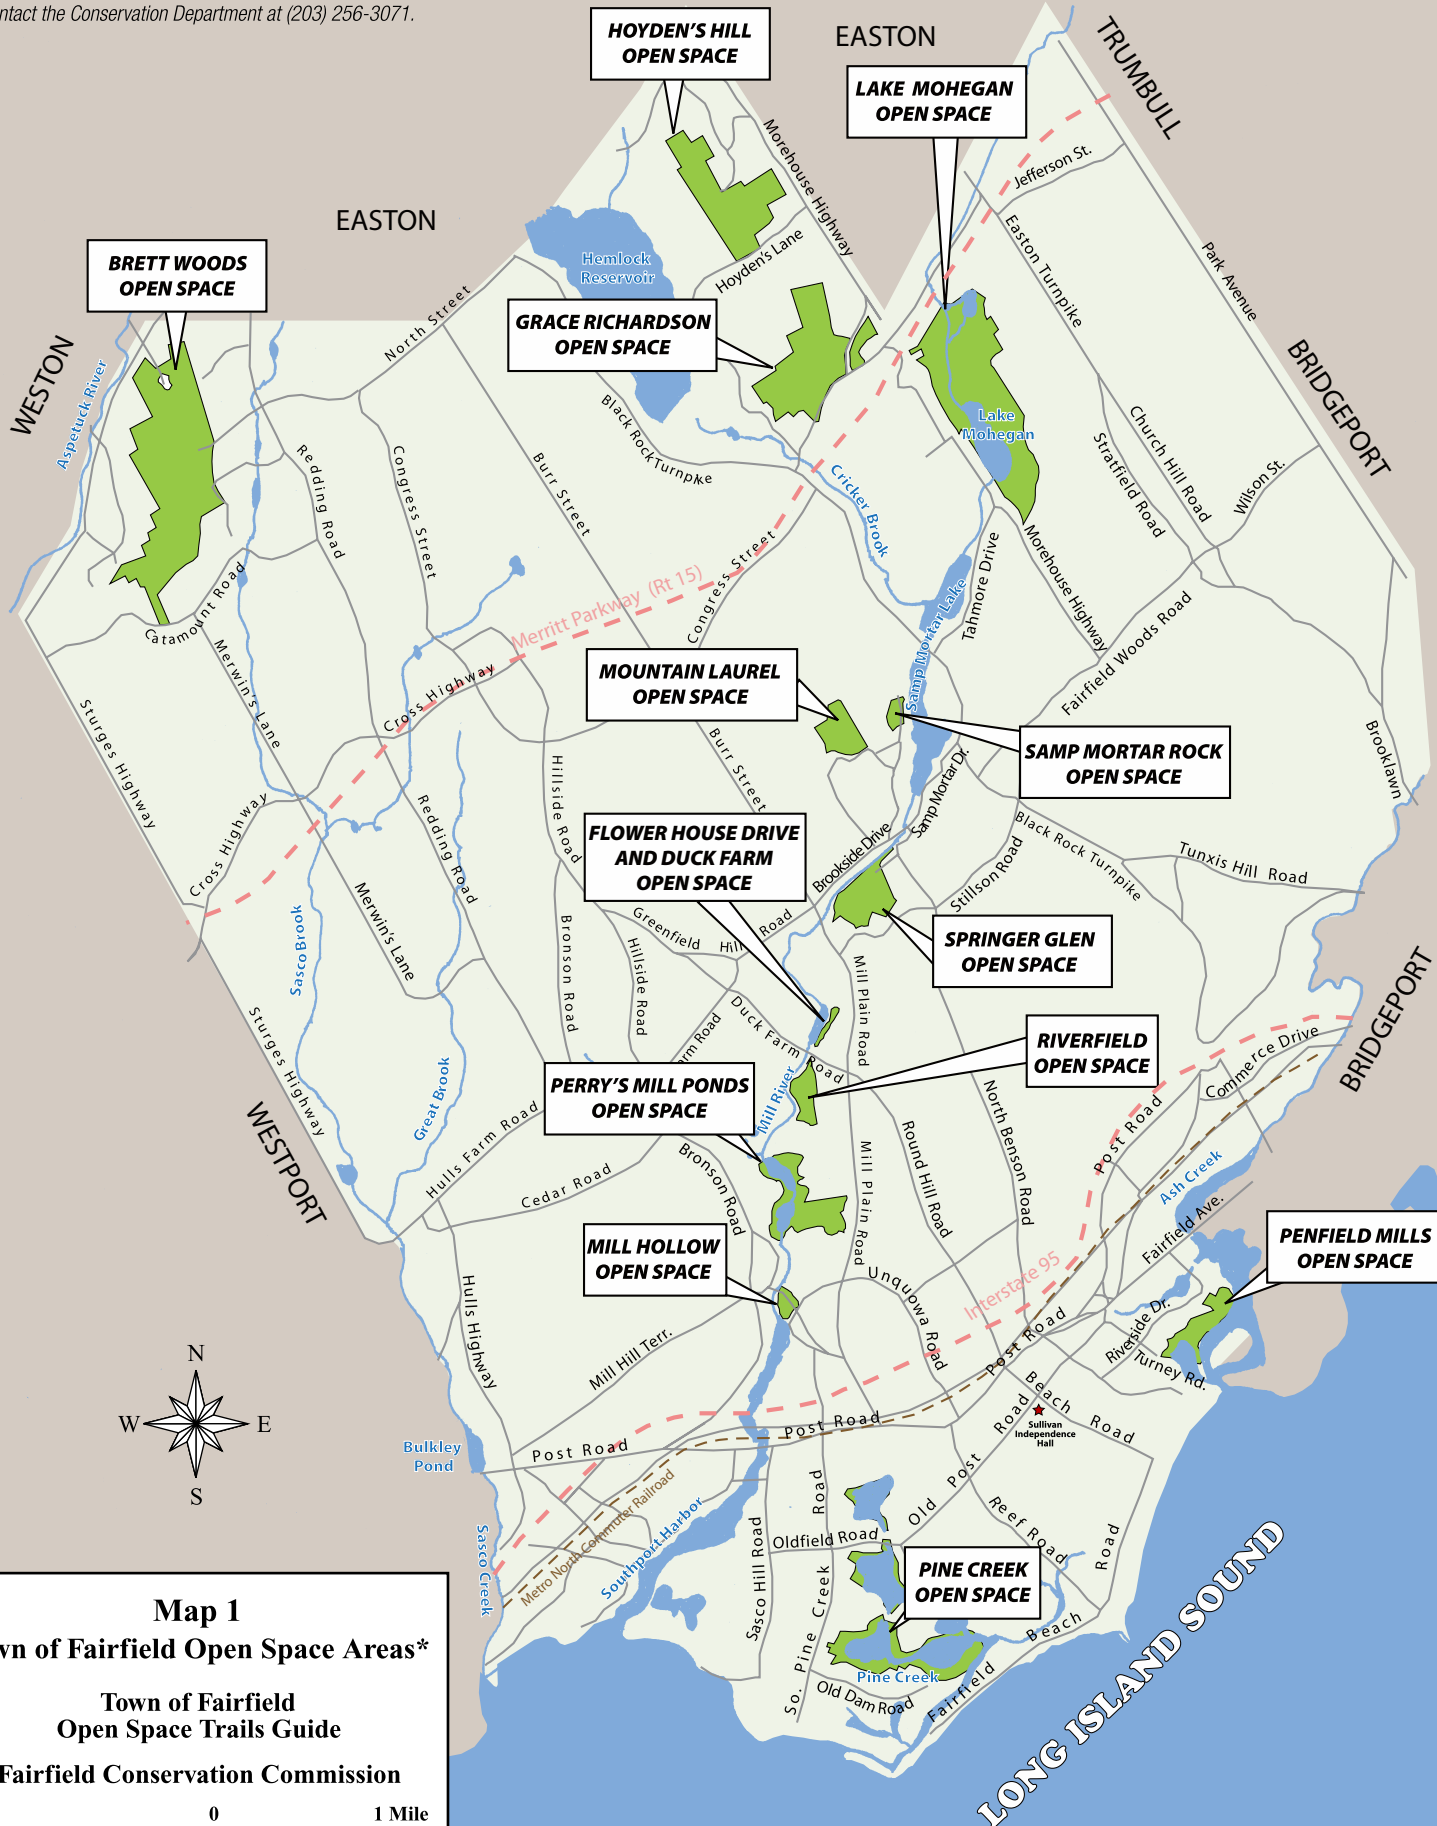 ntact the Conservation Department at (203) 256-3071.
HOYDEN'S HILL
OPEN SPACE
EASTON
TRUMBULL
LAKE MOHEGAN
OPEN SPACE
Morehouse Highway
Jefferson St.
EASTON
Easton Turnpike
Park Avenue
Hemlock
Reservoir
Hoyden's Lane
BRETT WOODS
OPEN SPACE
North Street
GRACE RICHARDSON
OPEN SPACE
WESTON
Aspetuck River
BRIDGEPORT
Black Rock Turnpke
Lake
Mohegan
Church Hill Road
Stratfield Road
Wilson St.
Redding Road
Congress Street
Burr Street
Cricker Brook
Congress Street
Tahmore Drive
Morehouse Highway
Merritt Parkway (Rt 15)
Catamount Road
Samp Mortar Lake
Fairfield Woods Road
Merwin's Lane
Cross Highway
MOUNTAIN LAUREL
OPEN SPACE
SAMP MORTAR ROCK
OPEN SPACE
Sturges Highway
Burr Street
Brooklawn
Samp Mortar Dr.
Hillside Road
Cross Highway
Redding Road
FLOWER HOUSE DRIVE
AND DUCK FARM
OPEN SPACE
Brookside Drive
Black Rock Turnpike
Tunxis Hill Road
Stillson Road
Merwin's Lane
Sasco Brook
Bronson Road
Greenfield Hill Road
Hillside Road
SPRINGER GLEN
OPEN SPACE
Mill Plain Road
BRIDGEPORT
Sturges Highway
Duck Farm Road
arm Road
RIVERFIELD
OPEN SPACE
Commerce Drive
Great Brook
PERRY'S MILL PONDS
OPEN SPACE
Mill River
North Benson Road
Post Road
WESTPORT
Hulls Farm Road
Cedar Road
Bronson Road
Mill Plain Road
Round Hill Road
Ash Creek
Fairfield Ave.
MILL HOLLOW
OPEN SPACE
PENFIELD MILLS
OPEN SPACE
Unquowa Road
Interstate 95
Hulls Highway
Mill Hill Terr.
Riverside Dr.
Turney Rd.
Post Road
N
W
E
S
Beach Road
Sullivan
Independence
Hall
Bulkley
Pond
Post Road
Post Road
Old Post Road
Metro North Commuter Railroad
Southport Harbor
Sasco Creek
Oldfield Road
Reef Road
Sasco Hill Road
So. Pine Creek Road
PINE CREEK
OPEN SPACE
Pine Creek
Old Dam Road
Fairfield Beach Road
LONG ISLAND SOUND
Map 1
wn of Fairfield Open Space Areas*
Town of Fairfield
Open Space Trails Guide
Fairfield Conservation Commission
0 1 Mile